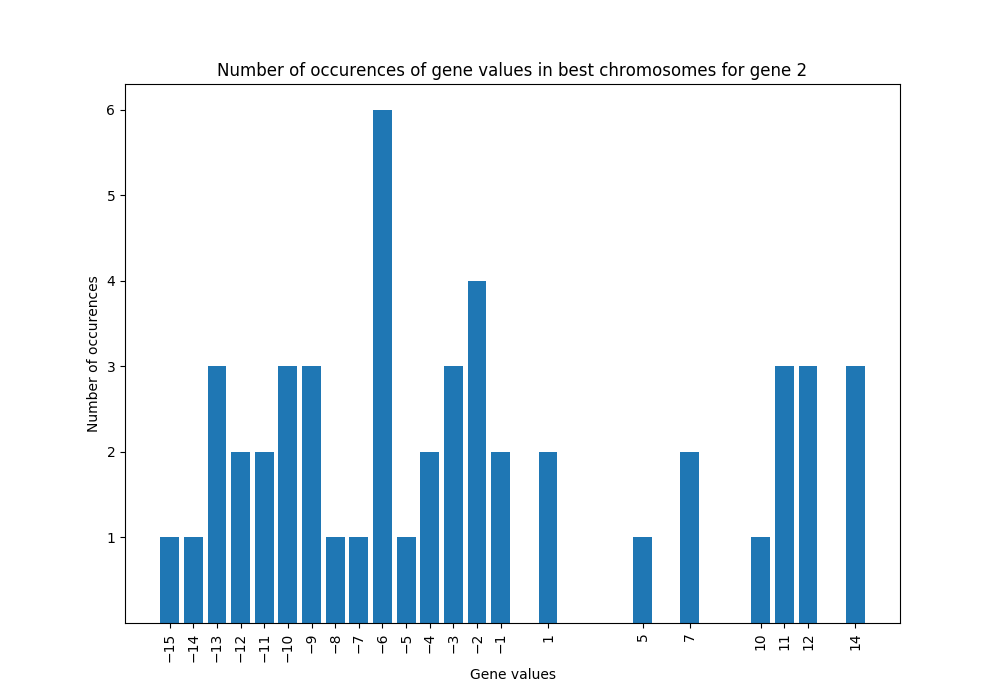 Number of occurences of gene values in best chromosomes for gene 2
Number of occurences
6
5
4
3
2
1
−15 −14 −13 −12 −11 −10 −9 −8 −7 −6 −5 −4 −3 −2 −1 1 5 7 10 11 12 14
Gene values